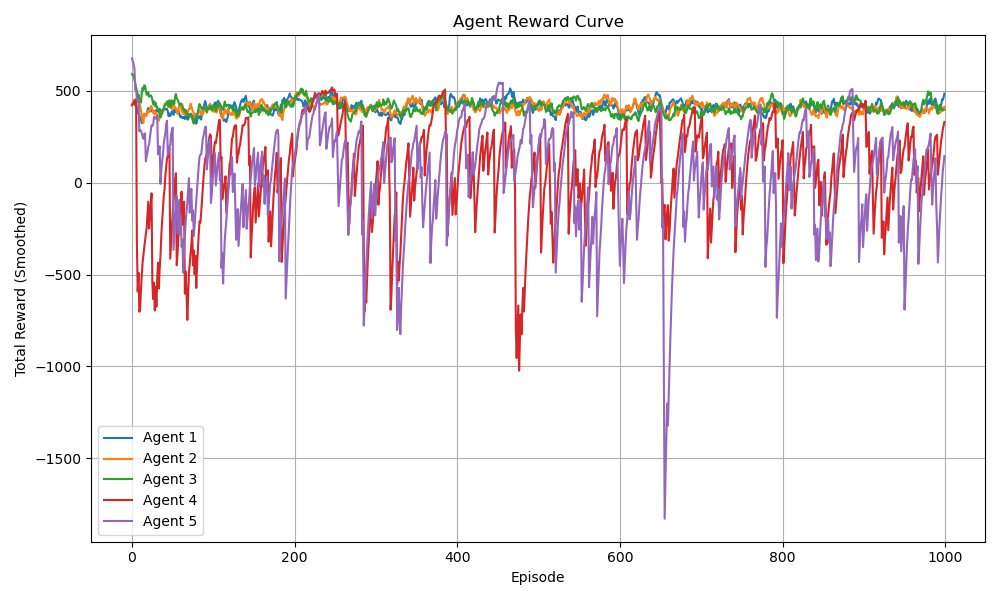 Agent Reward Curve
Total Reward (Smoothed)
500
0
−500
−1000
−1500
Agent 1
Agent 2
Agent 3
Agent 4
Agent 5
0 200 400 600 800 1000
Episode